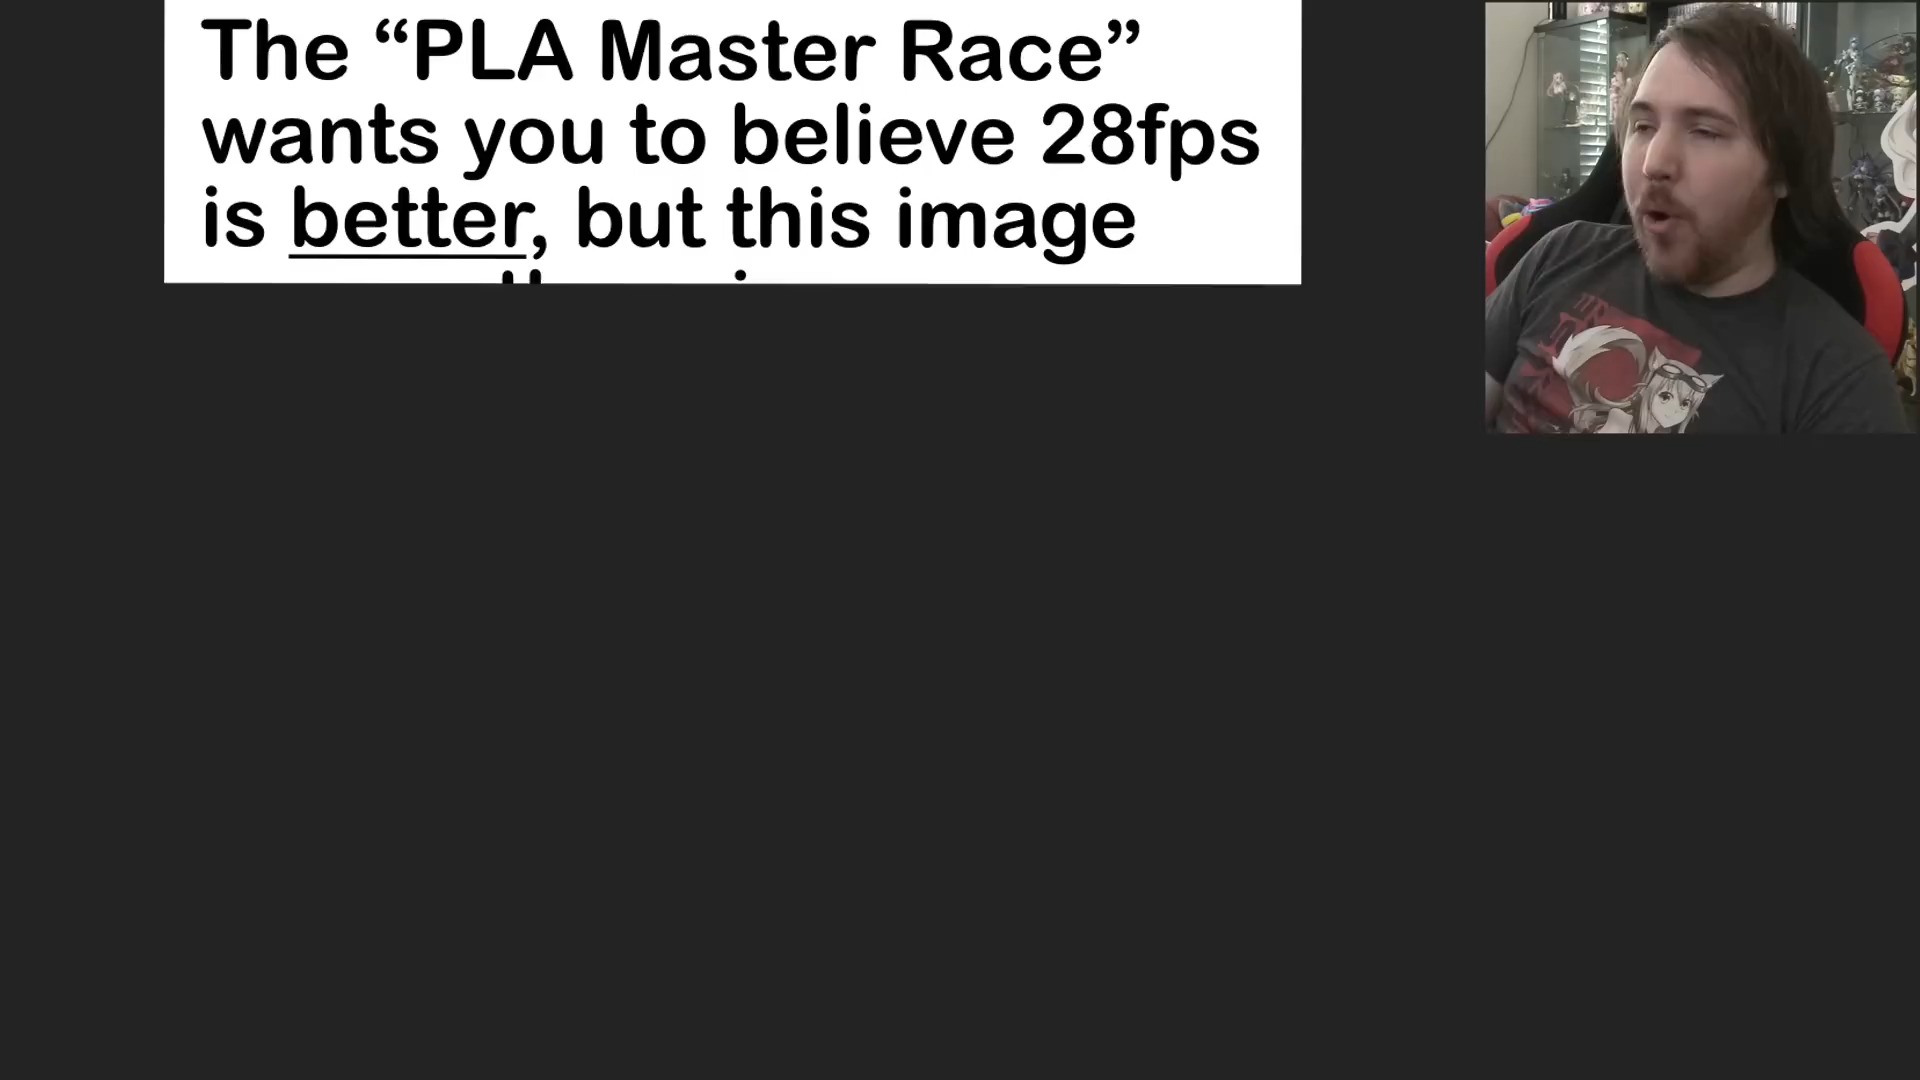 The “PLA Master Race”
wants you to believe 28fps
is better, but this image